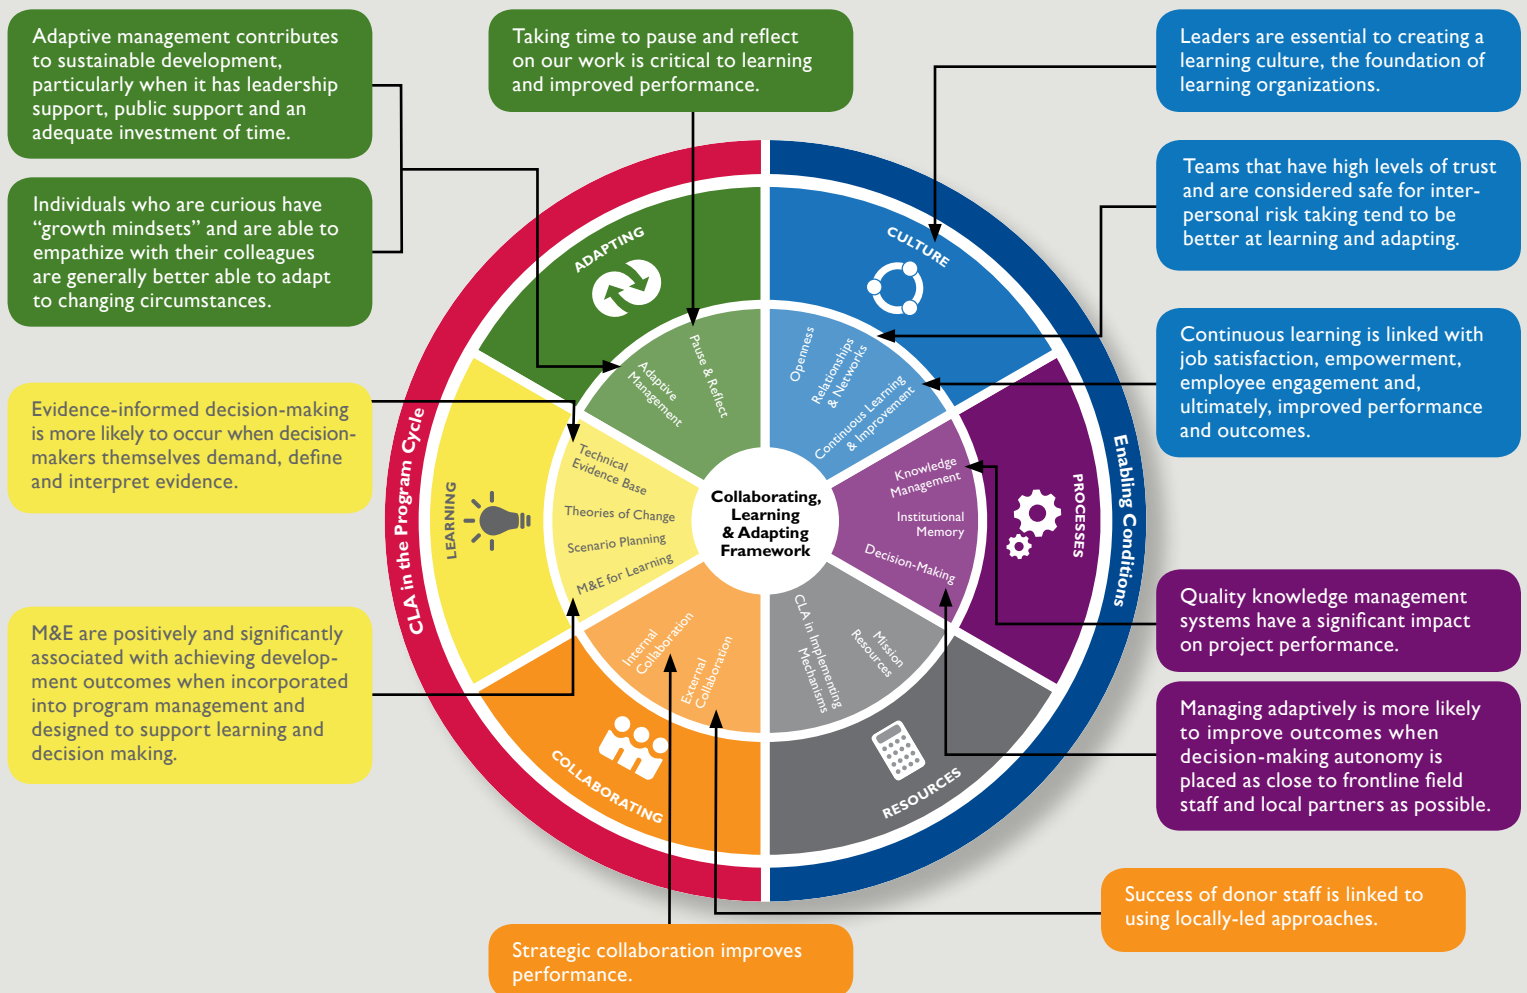 Adaptive management contributes
to sustainable development,
particularly when it has leadership
support, public support and an
adequate investment of time.
Individuals who are curious have
“growth mindsets” and are able to
empathize with their colleagues
are generally better able to adapt
to changing circumstances.
Evidence-informed decision-making
is more likely to occur when decision-
makers themselves demand, define
and interpret evidence.
M&E are positively and significantly
associated with achieving develop-
ment outcomes when incorporated
into program management and
designed to support learning and
decision making.
Taking time to pause and reflect
on our work is critical to learning
and improved performance.
CLA in the Program Cycle
ADAPTING
Adaptive
Management
Pause & Reflect
LEARNING
Technical
Evidence Base
Theories of Change
Scenario Planning
M&E for Learning
COLLABORATING
Internal
Collaboration
External
Collaboration
Collaborating,
Learning
& Adapting
Framework
Enabling Conditions
CULTURE
Openness
Relationships
& Networks
Continuous Learning
& Improvement
PROCESSES
Knowledge
Management
Institutional
Memory
Decision-Making
RESOURCES
Mission
Resources
CLA in Implementing
Mechanisms
Leaders are essential to creating a
learning culture, the foundation of
learning organizations.
Teams that have high levels of trust
and are considered safe for inter-
personal risk taking tend to be
better at learning and adapting.
Continuous learning is linked with
job satisfaction, empowerment,
employee engagement and,
ultimately, improved performance
and outcomes.
Quality knowledge management
systems have a significant impact
on project performance.
Managing adaptively is more likely
to improve outcomes when
decision-making autonomy is
placed as close to frontline field
staff and local partners as possible.
Success of donor staff is linked to
using locally-led approaches.
Strategic collaboration improves
performance.